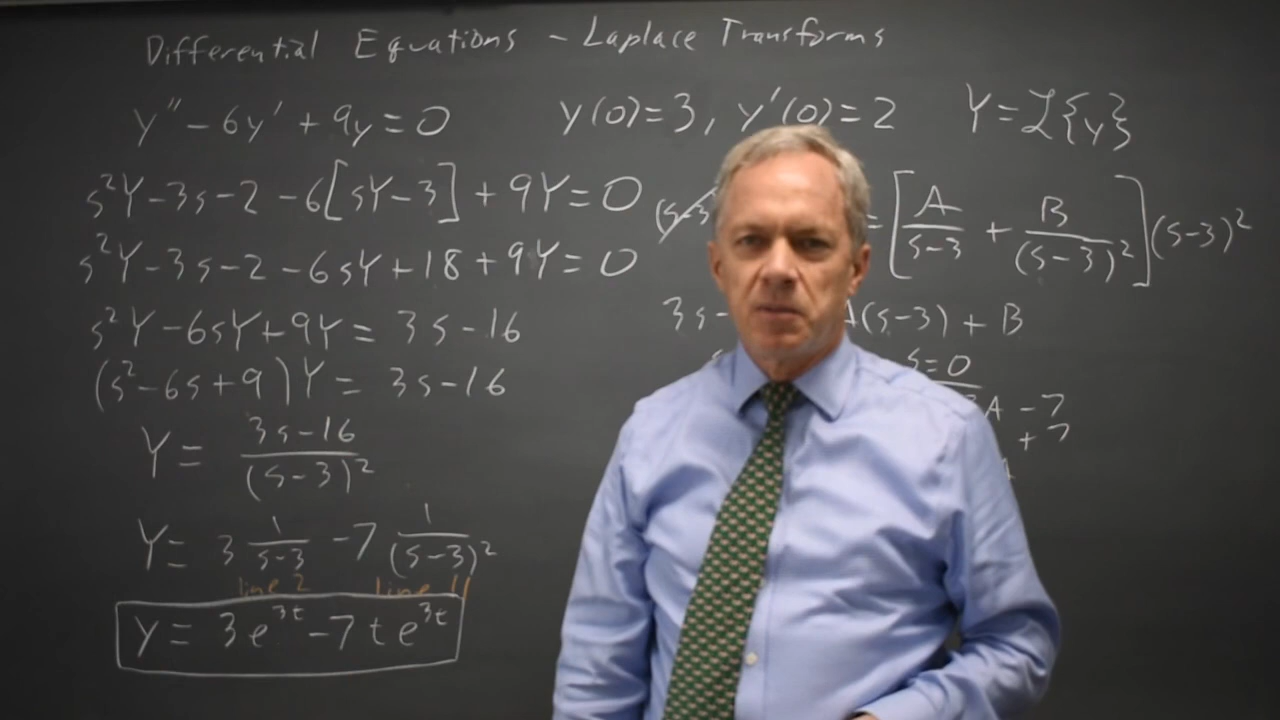 Differential Equations - Laplace Transforms
y'' - 6y' + 9y = 0    y(0) = 3, y'(0) = 2    Y = ℒ{y}
s²Y - 3s - 2 - 6[sY - 3] + 9Y = 0
s²Y - 3s - 2 - 6sY + 18 + 9Y = 0
s²Y - 6sY + 9Y = 3s - 16
(s² - 6s + 9)Y = 3s - 16
Y = (3s - 16)/(s - 3)²
Y = 3 1/(s-3) - 7 1/(s-3)²
line 2    line 11
y = 3e^{3t} - 7te^{3t}
(s-3 = [A/(s-3) + B/(s-3)²](s-3)²
3s- (s-3) + B
s=0
A - 7
+ 7